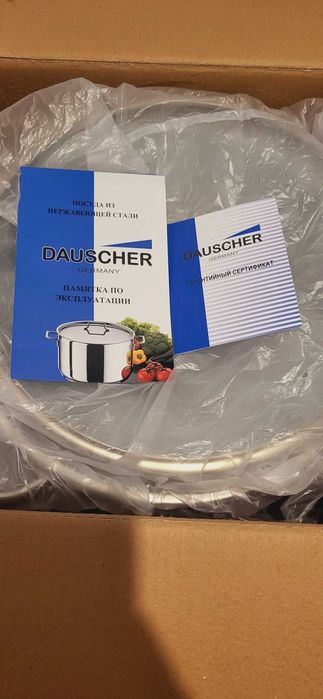 ПОСУДА ИЗ
НЕРЖАВЕЮЩЕЙ СТАЛИ
DAUSCHER
GERMANY
ПАМЯТКА ПО
ЭКСПЛУАТАЦИИ
DAUSCHER
GERMANY
ГАРАНТИЙНЫЙ СЕРТИФИКАТ